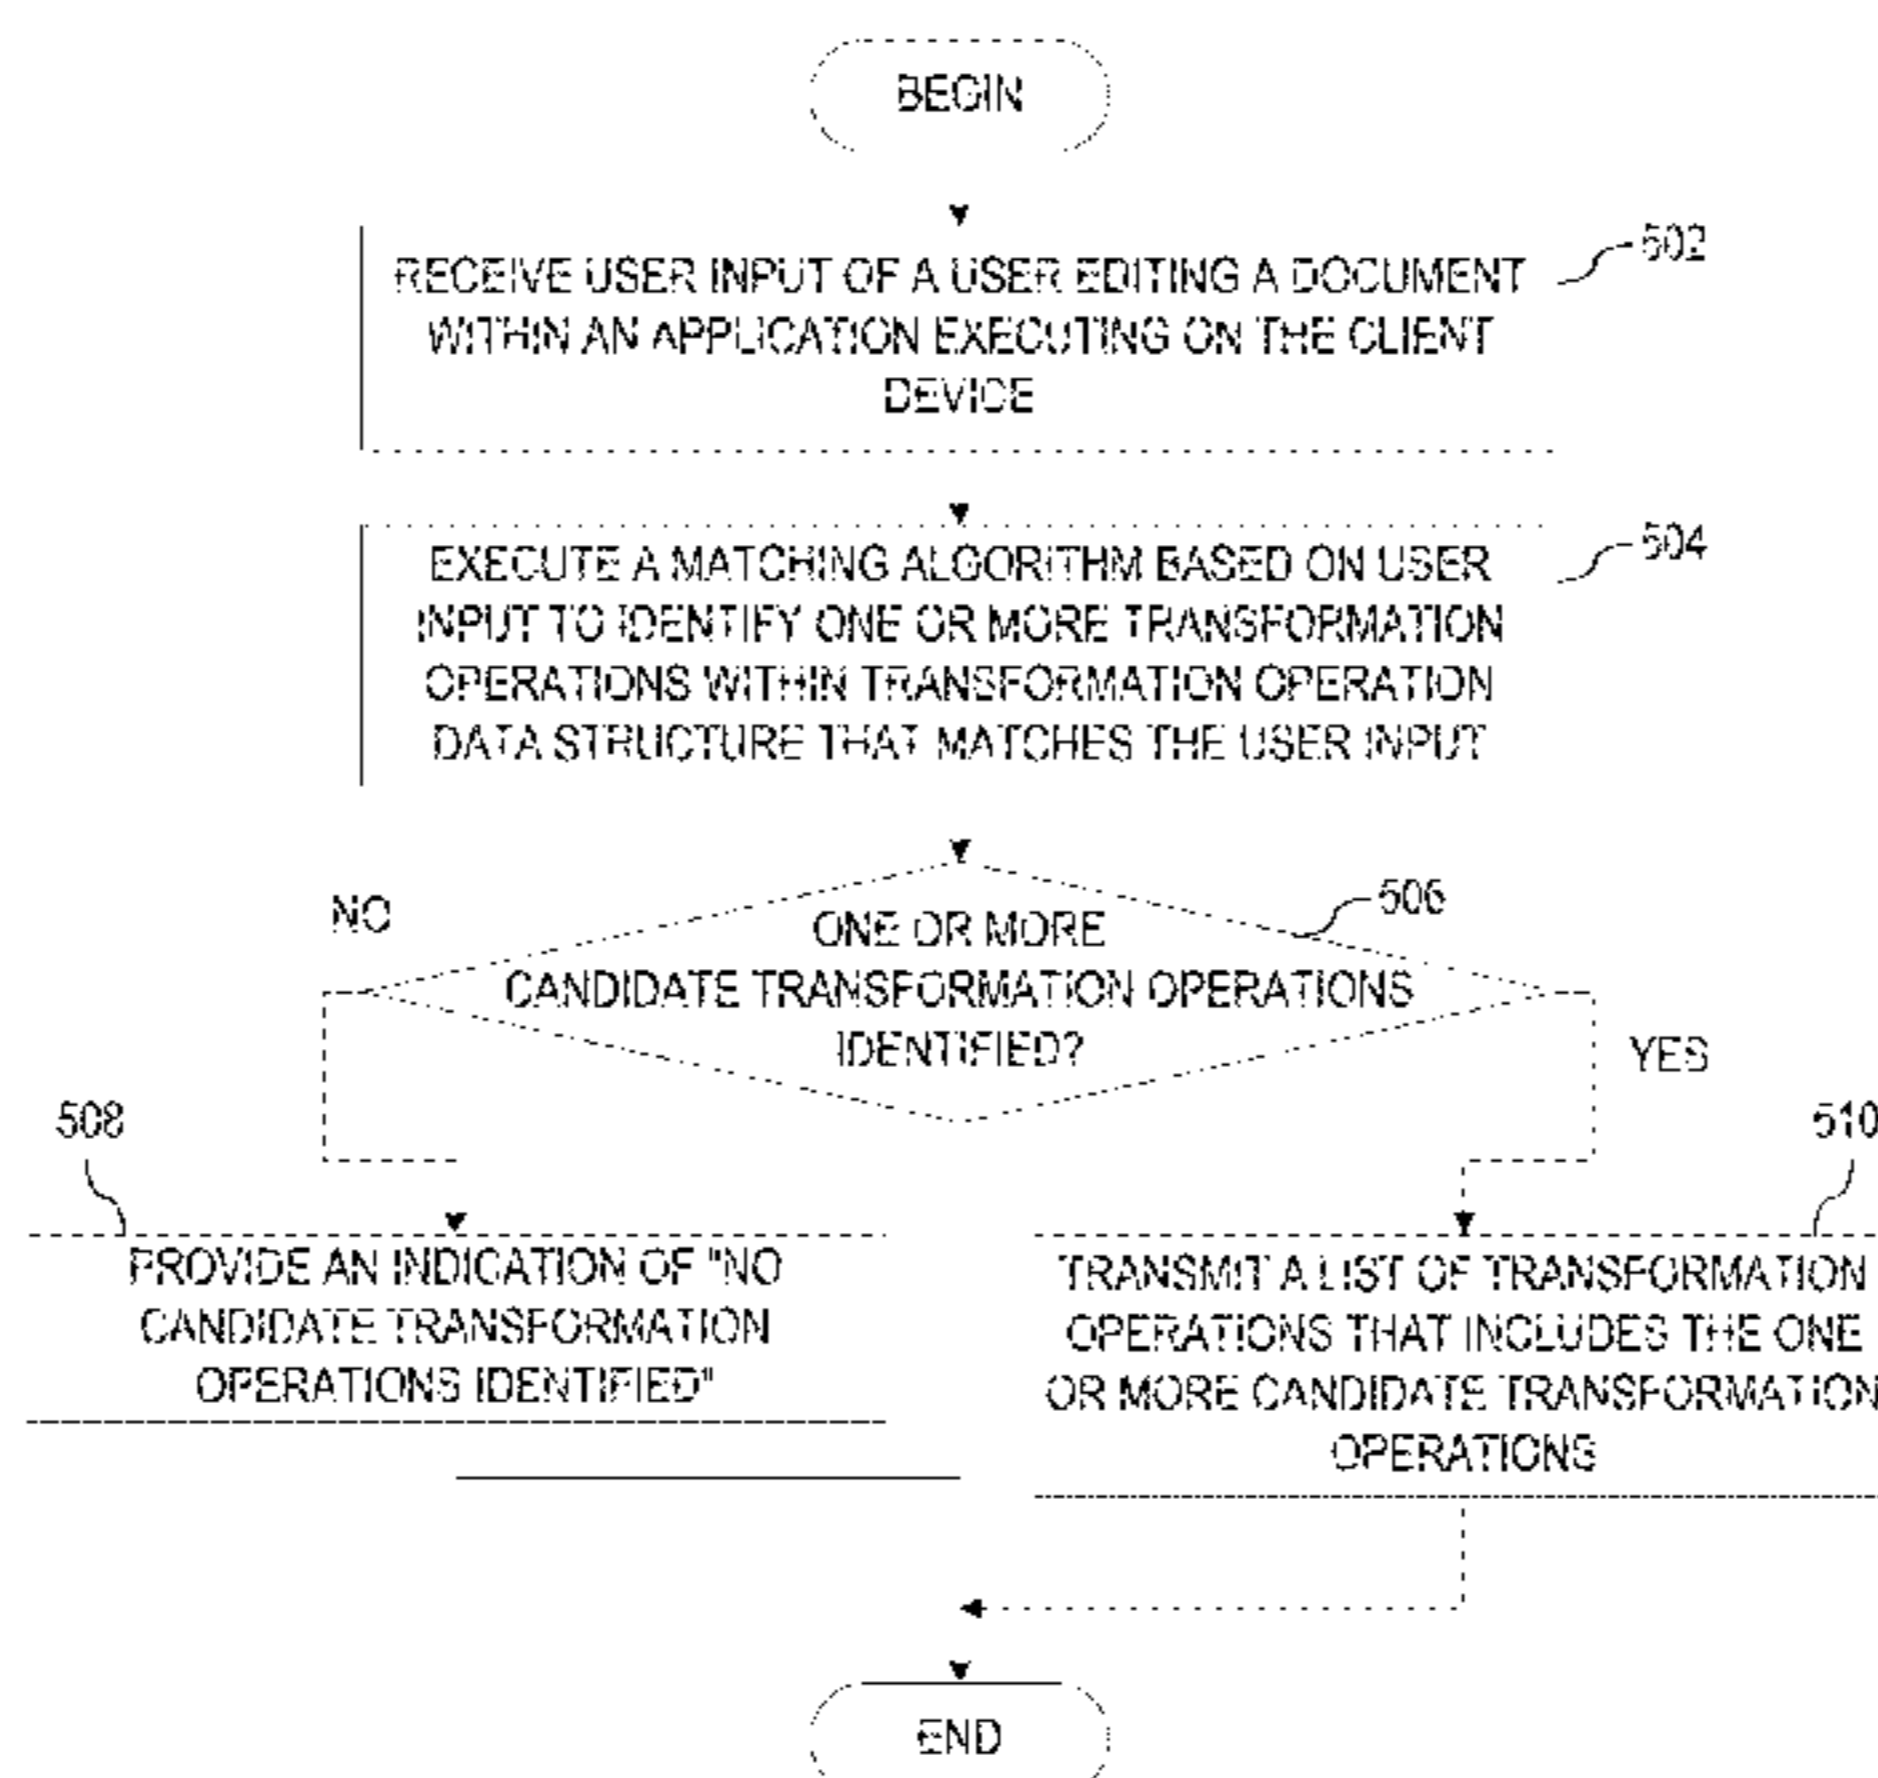 BEGIN
502
RECEIVE USER INPUT OF A USER EDITING A DOCUMENT
WITHIN AN APPLICATION EXECUTING ON THE CLIENT
DEVICE
504
EXECUTE A MATCHING ALGORITHM BASED ON USER
INPUT TO IDENTIFY ONE OR MORE TRANSFORMATION
OPERATIONS WITHIN TRANSFORMATION OPERATION
DATA STRUCTURE THAT MATCHES THE USER INPUT
506
NO
ONE OR MORE
CANDIDATE TRANSFORMATION OPERATIONS
IDENTIFIED?
YES
508
510
PROVIDE AN INDICATION OF "NO
CANDIDATE TRANSFORMATION
OPERATIONS IDENTIFIED"
TRANSMIT A LIST OF TRANSFORMATION
OPERATIONS THAT INCLUDES THE ONE
OR MORE CANDIDATE TRANSFORMATION
OPERATIONS
END